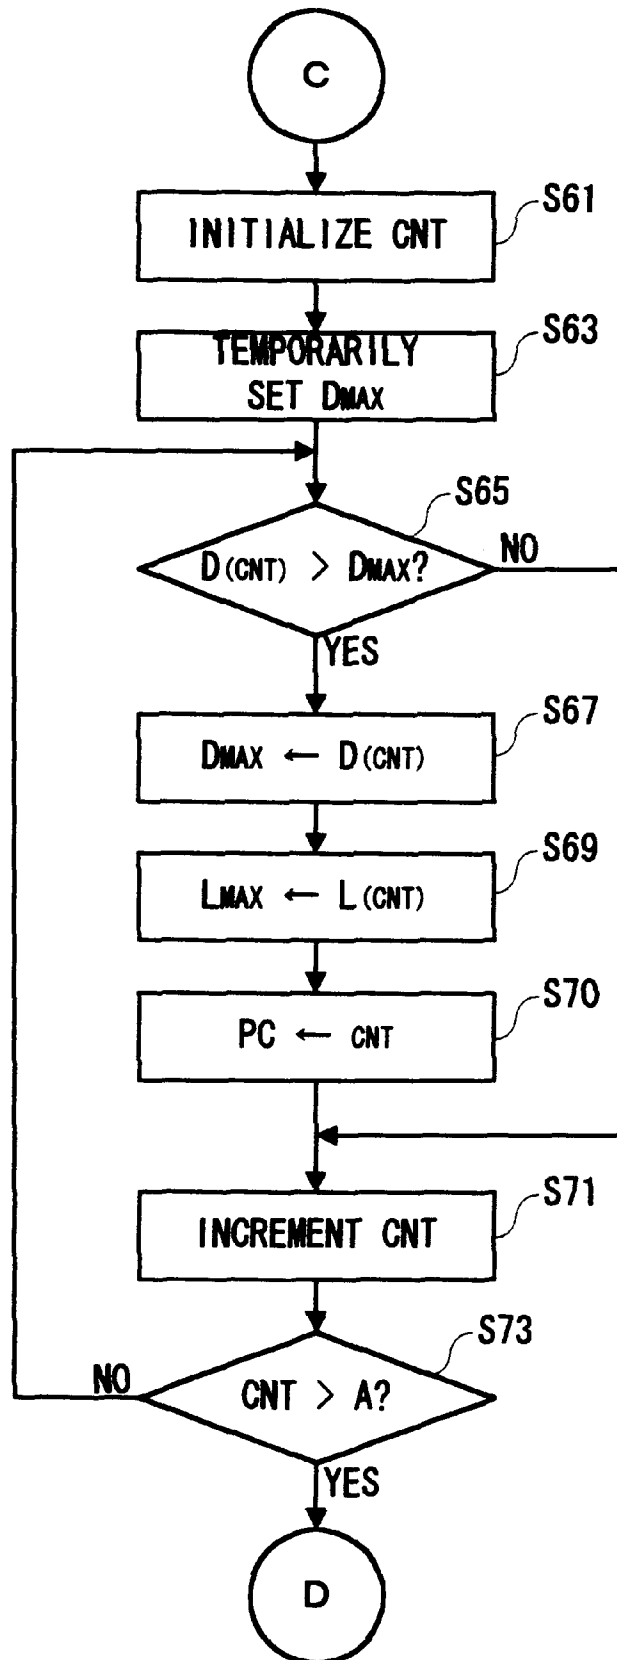 C
S61
INITIALIZE CNT
S63
TEMPORARILY
SET DMAX
S65
D(CNT) > DMAX?
NO
YES
S67
DMAX ← D(CNT)
S69
LMAX ← L(CNT)
S70
PC ← CNT
S71
INCREMENT CNT
S73
CNT > A?
NO
YES
D